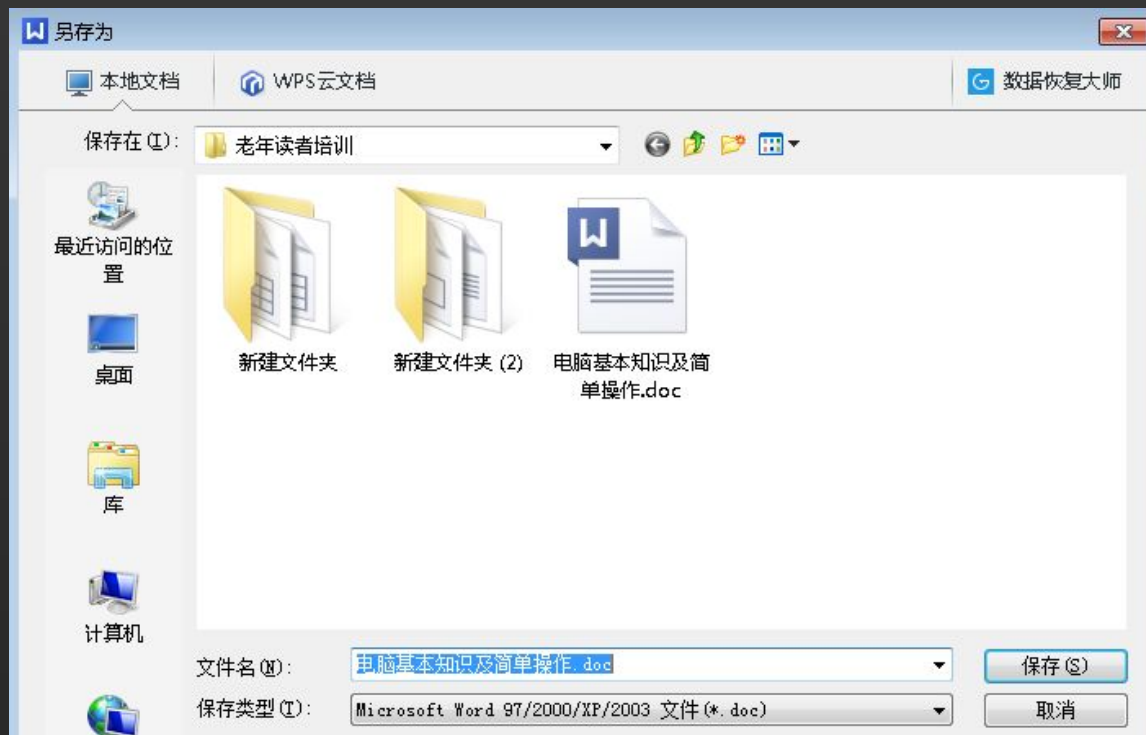 另存为
本地文档
WPS云文档
数据恢复大师
保存在(I):
老年读者培训
最近访问的位
置
桌面
库
计算机
新建文件夹
新建文件夹 (2)
电脑基本知识及简
单操作.doc
文件名(N):
电脑基本知识及简单操作.doc
保存(S)
保存类型(T):
Microsoft Word 97/2000/XP/2003 文件(*.doc)
取消